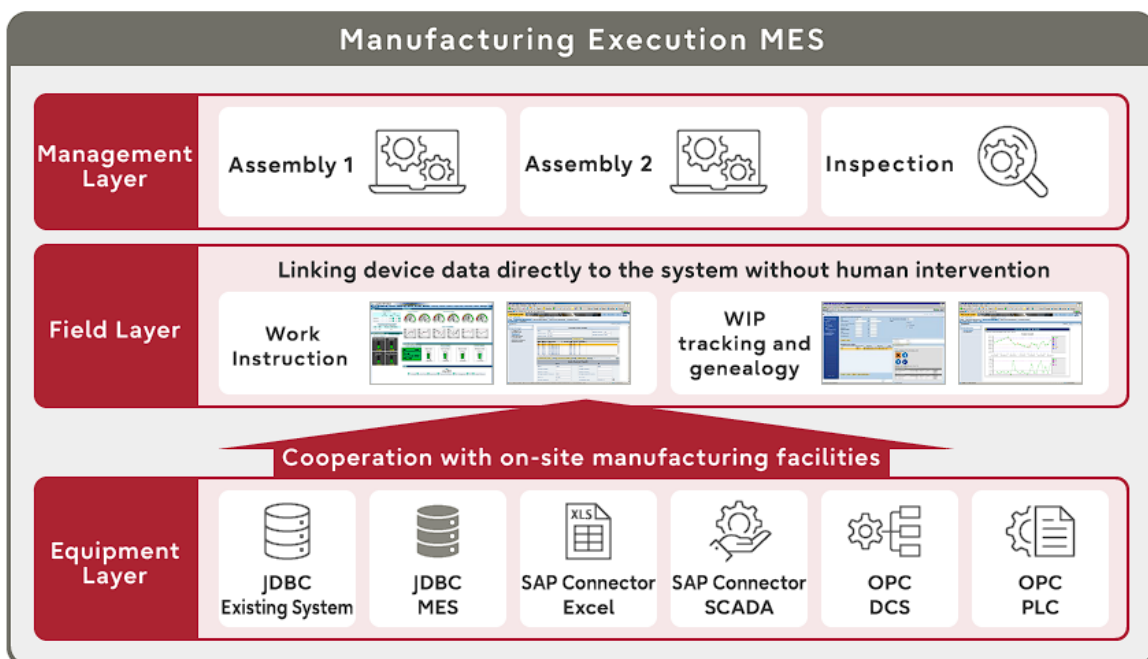 Manufacturing Execution MES
Management
Layer
Assembly 1
Assembly 2
Inspection
Field Layer
Linking device data directly to the system without human intervention
Work
Instruction
WIP
tracking and
genealogy
Cooperation with on-site manufacturing facilities
Equipment
Layer
JDBC
Existing System
JDBC
MES
XLS
SAP Connector
Excel
SAP Connector
SCADA
OPC
DCS
OPC
PLC